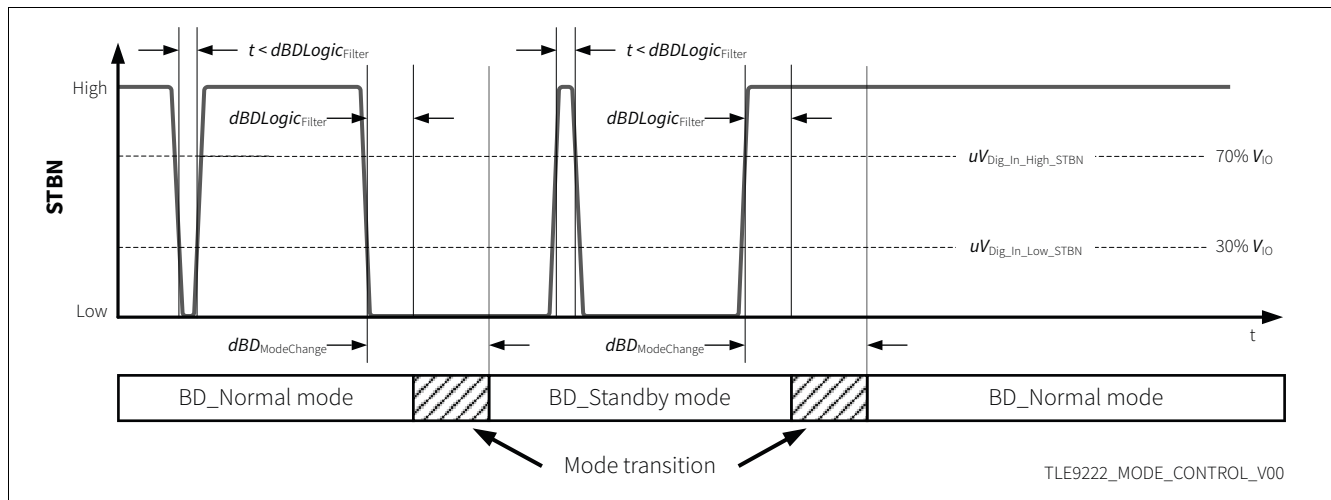 t < dBDLogicFilter t < dBDLogicFilter
High
dBDLogicFilter dBDLogicFilter
uVDig_In_High_STBN 70% VIO
STBN
uVDig_In_Low_STBN 30% VIO
Low
t
dBDModeChange dBDModeChange
BD_Normal mode BD_Standby mode BD_Normal mode
Mode transition
TLE9222_MODE_CONTROL_V00